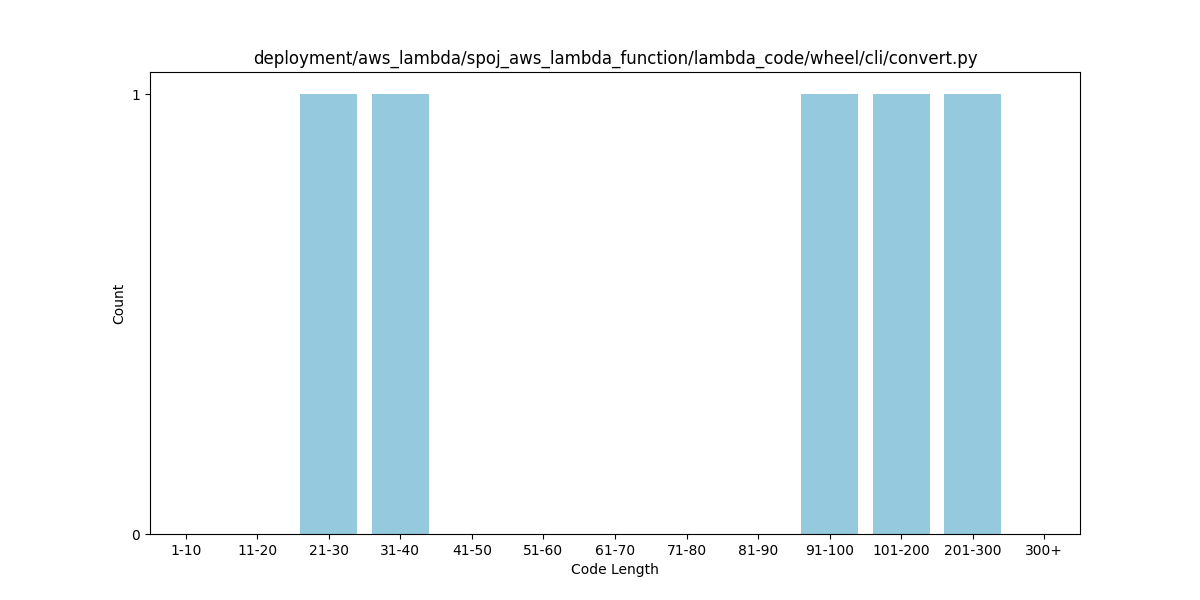 deployment/aws_lambda/spoj_aws_lambda_function/lambda_code/wheel/cli/convert.py
1
Count
0
1-10 11-20 21-30 31-40 41-50 51-60 61-70 71-80 81-90 91-100 101-200 201-300 300+
Code Length